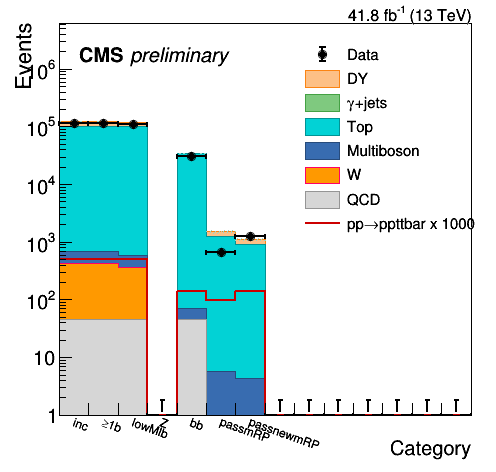 41.8 fb⁻¹ (13 TeV)
Events
CMS preliminary
Data
DY
γ+jets
Top
Multiboson
W
QCD
pp→ppttbar x 1000
10⁶
10⁵
10⁴
10³
10²
10
1
inc
≥1b
lowMlb
Z
bb
passmRP
passnewmRP
Category